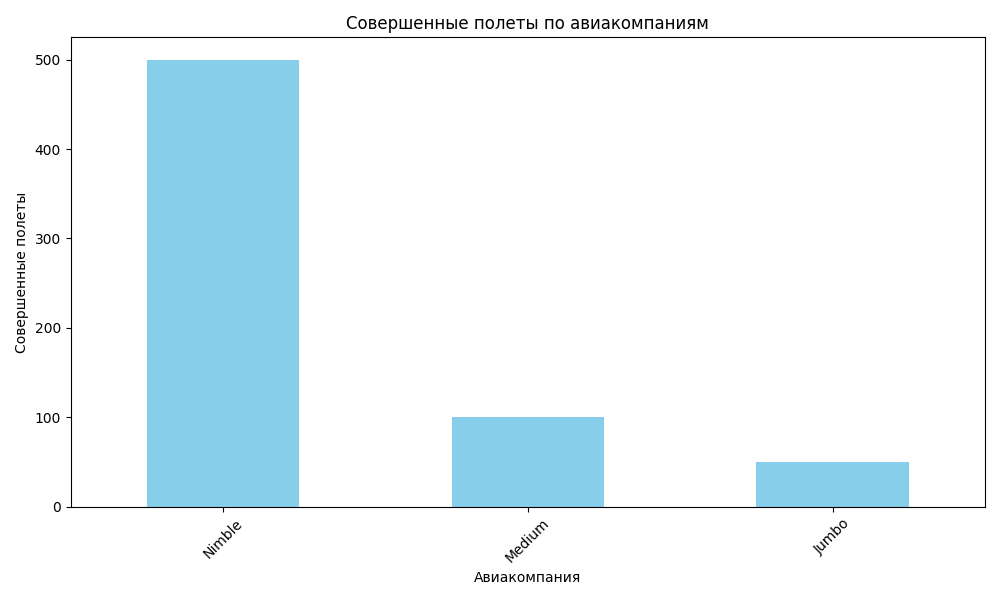 Совершенные полеты по авиакомпаниям
500
400
300
200
100
0
Совершенные полеты
Nimble
Medium
Jumbo
Авиакомпания